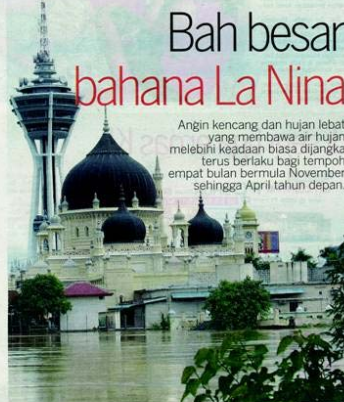 Bah besar
bahana La Nina
Angin kencang dan hujan lebat
yang membawa air hujan
melebihi keadaan biasa dijangka
terus berlaku bagi tempoh
empat bulan bermula November
sehingga April tahun depan.